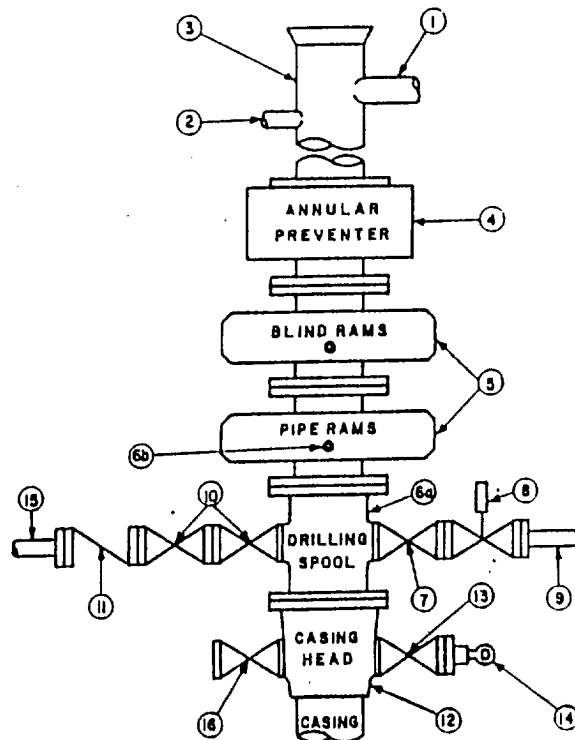 1
3
2
ANNULAR
PREVENTER
4
BLIND RAMS
5
PIPE RAMS
6b
6a
8
15
10
DRILLING
SPOOL
11
7
9
13
CASING
HEAD
16
12
14
CASING